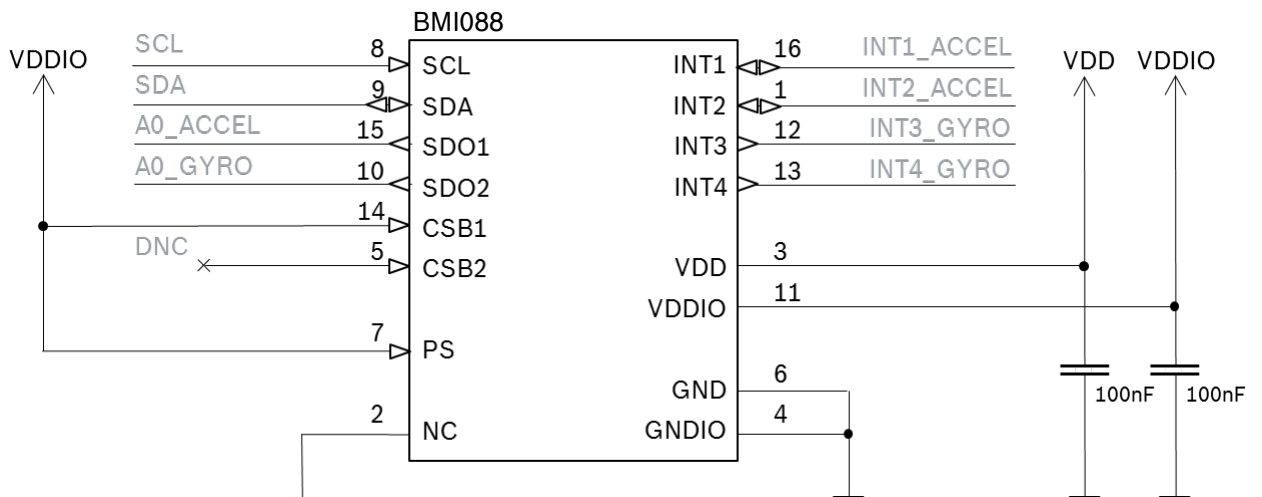 BMI088
VDDIO
SCL 8 SCL
SDA 9 SDA
A0_ACCEL 15 SDO1
A0_GYRO 10 SDO2
14 CSB1
DNC 5 CSB2
7 PS
2 NC
INT1 16 INT1_ACCEL
INT2 1 INT2_ACCEL
INT3 12 INT3_GYRO
INT4 13 INT4_GYRO
VDD 3
VDDIO 11
GND 6
GNDIO 4
VDD VDDIO
100nF 100nF